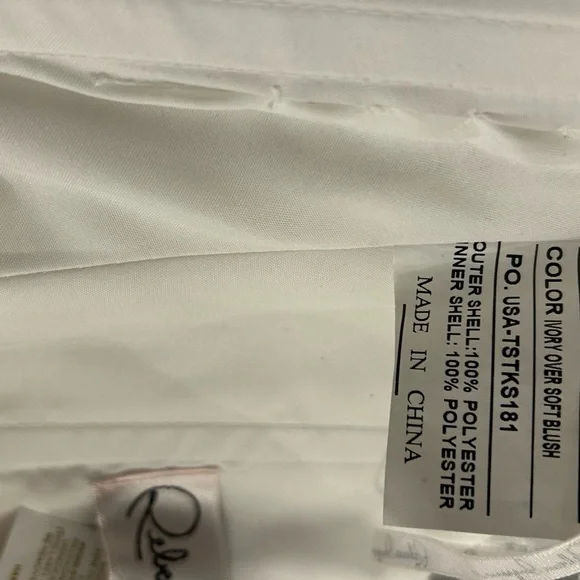 COLOR IVORY OVER SOFT BLUSH
PO. USA-TSTKS181
OUTER SHELL:100% POLYESTER
INNER SHELL: 100% POLYESTER
MADE IN CHINA